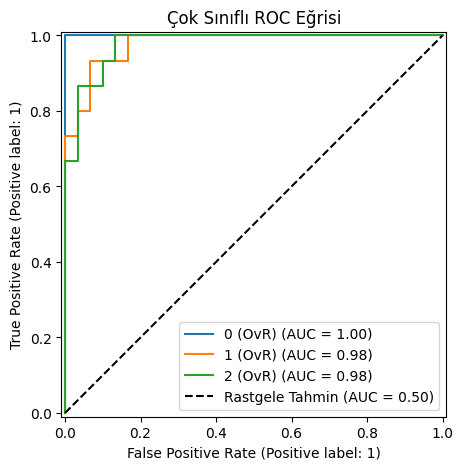 Çok Sınıflı ROC Eğrisi
True Positive Rate (Positive label: 1)
1.0
0.8
0.6
0.4
0.2
0.0
0 (OvR) (AUC = 1.00)
1 (OvR) (AUC = 0.98)
2 (OvR) (AUC = 0.98)
Rastgele Tahmin (AUC = 0.50)
0.0 0.2 0.4 0.6 0.8 1.0
False Positive Rate (Positive label: 1)